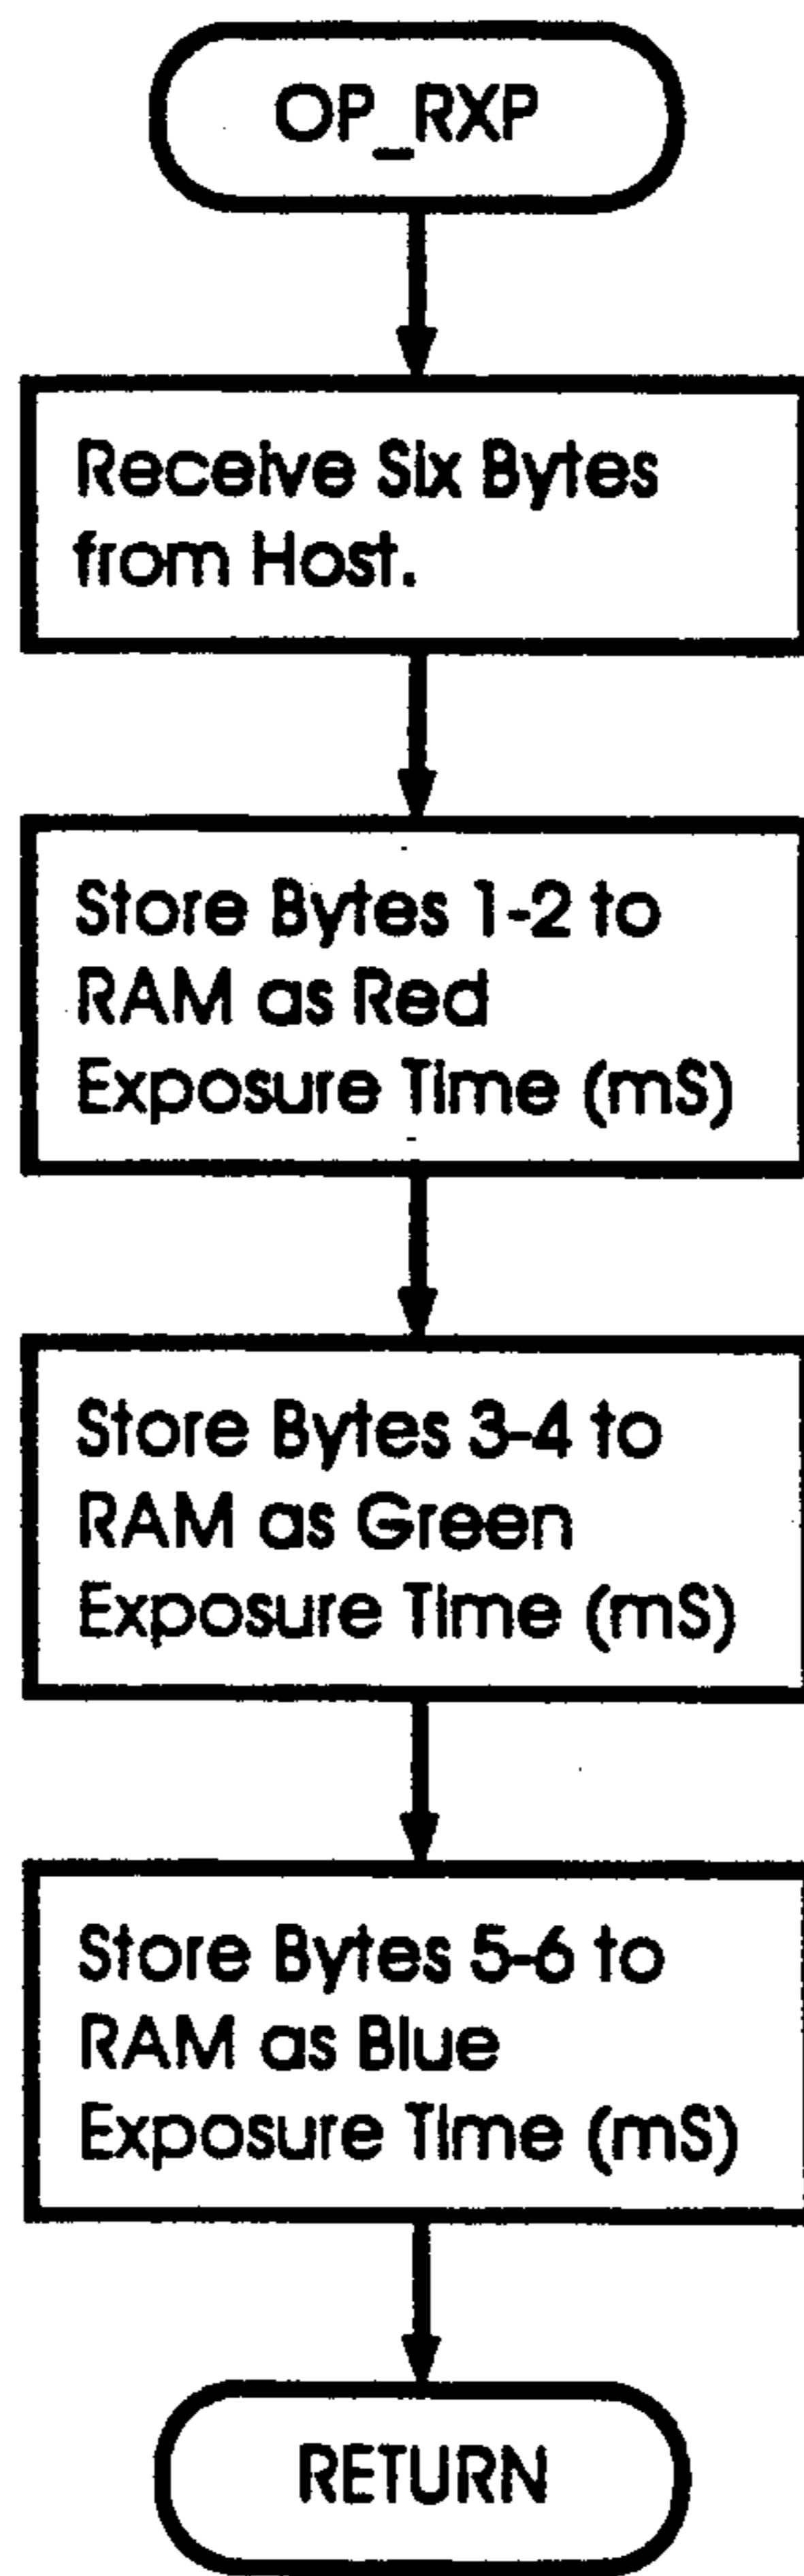 OP_RXP
Receive Six Bytes
from Host.
Store Bytes 1-2 to
RAM as Red
Exposure Time (mS)
Store Bytes 3-4 to
RAM as Green
Exposure Time (mS)
Store Bytes 5-6 to
RAM as Blue
Exposure Time (mS)
RETURN